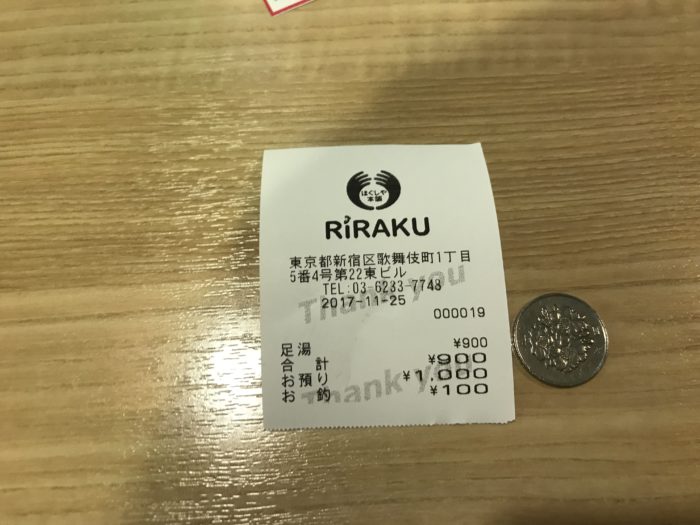 ほぐしや
本舗
RiRAKU
東京都新宿区歌舞伎町1丁目
5番4号第22東ビル
TEL:03-6233-7748
2017-11-25
Thank you
000019
足湯 ¥900
合計 ¥900
お預り ¥1,000
お釣 ¥100
Thank you